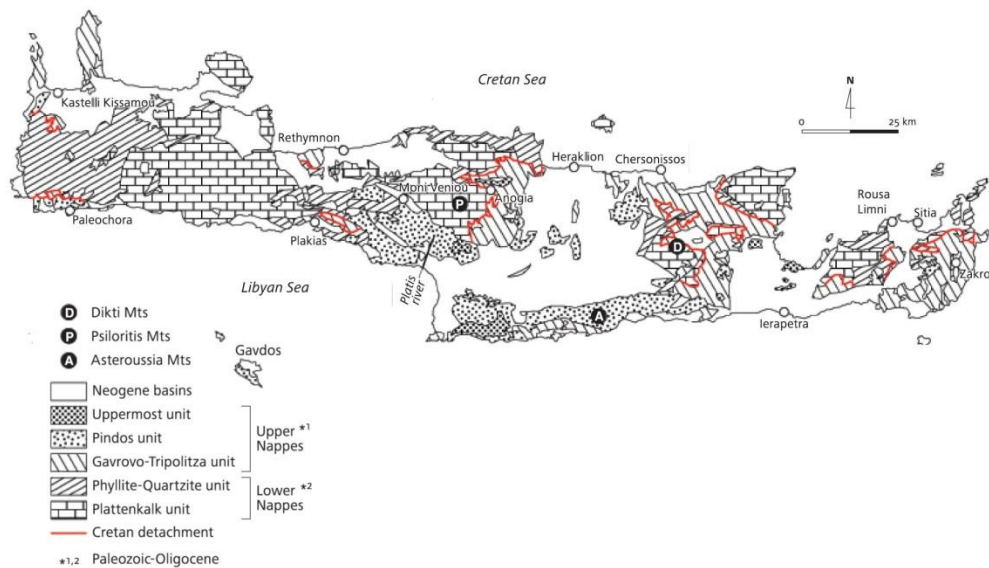 Cretan Sea
N
0 25 km
Kastelli Kissamou
Rethymnon
Heraklion
Chersonissos
Moni Veniou
Anogia
P
Rousa
Limni
Sitia
Paleochora
Plakias
D
Zakro
Platis
river
Libyan Sea
A
Ierapetra
D Dikti Mts
P Psiloritis Mts
A Asteroussia Mts
Gavdos
Neogene basins
Uppermost unit
Pindos unit
Upper *1
Nappes
Gavrovo-Tripolitza unit
Phyllite-Quartzite unit
Lower *2
Nappes
Plattenkalk unit
Cretan detachment
*1,2 Paleozoic-Oligocene